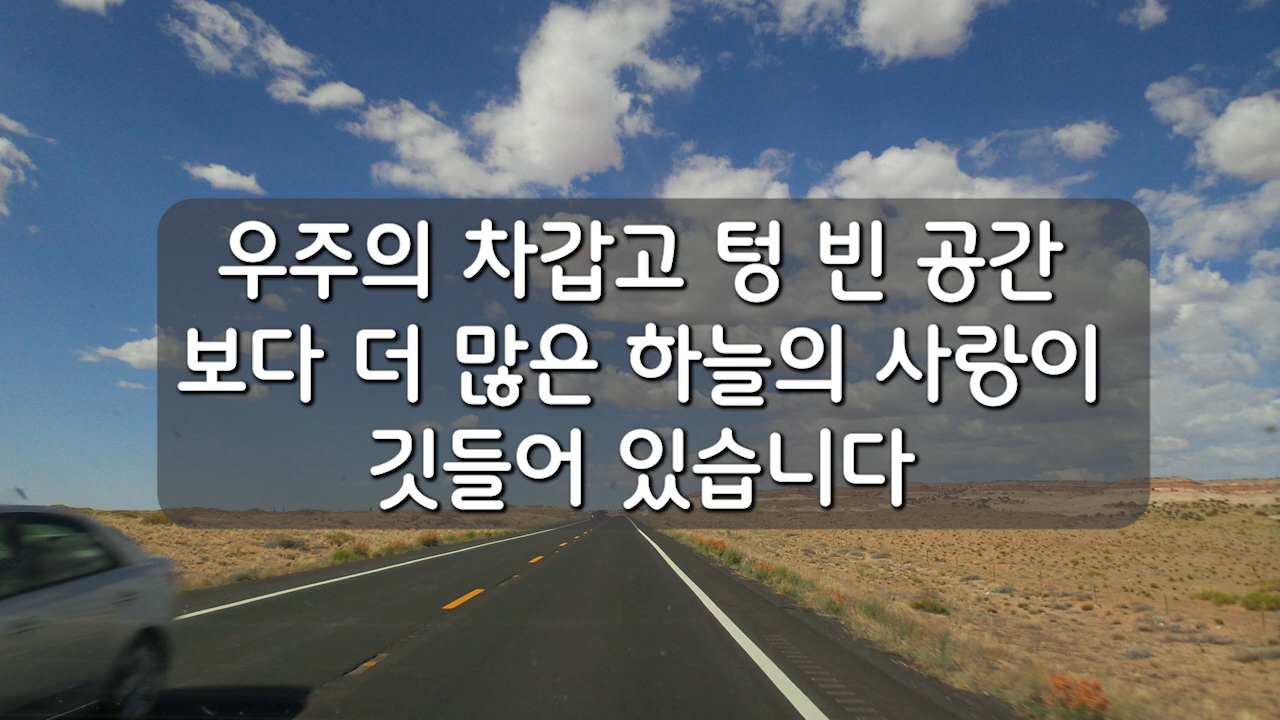 우주의 차갑고 텅 빈 공간
보다 더 많은 하늘의 사랑이
깃들어 있습니다